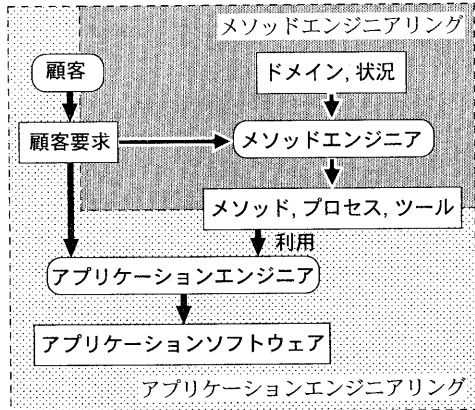 メソッドエンジニアリング
顧客
ドメイン, 状況
顧客要求
メソッドエンジニア
メソッド, プロセス, ツール
利用
アプリケーションエンジニア
アプリケーションソフトウェア
アプリケーションエンジニアリング